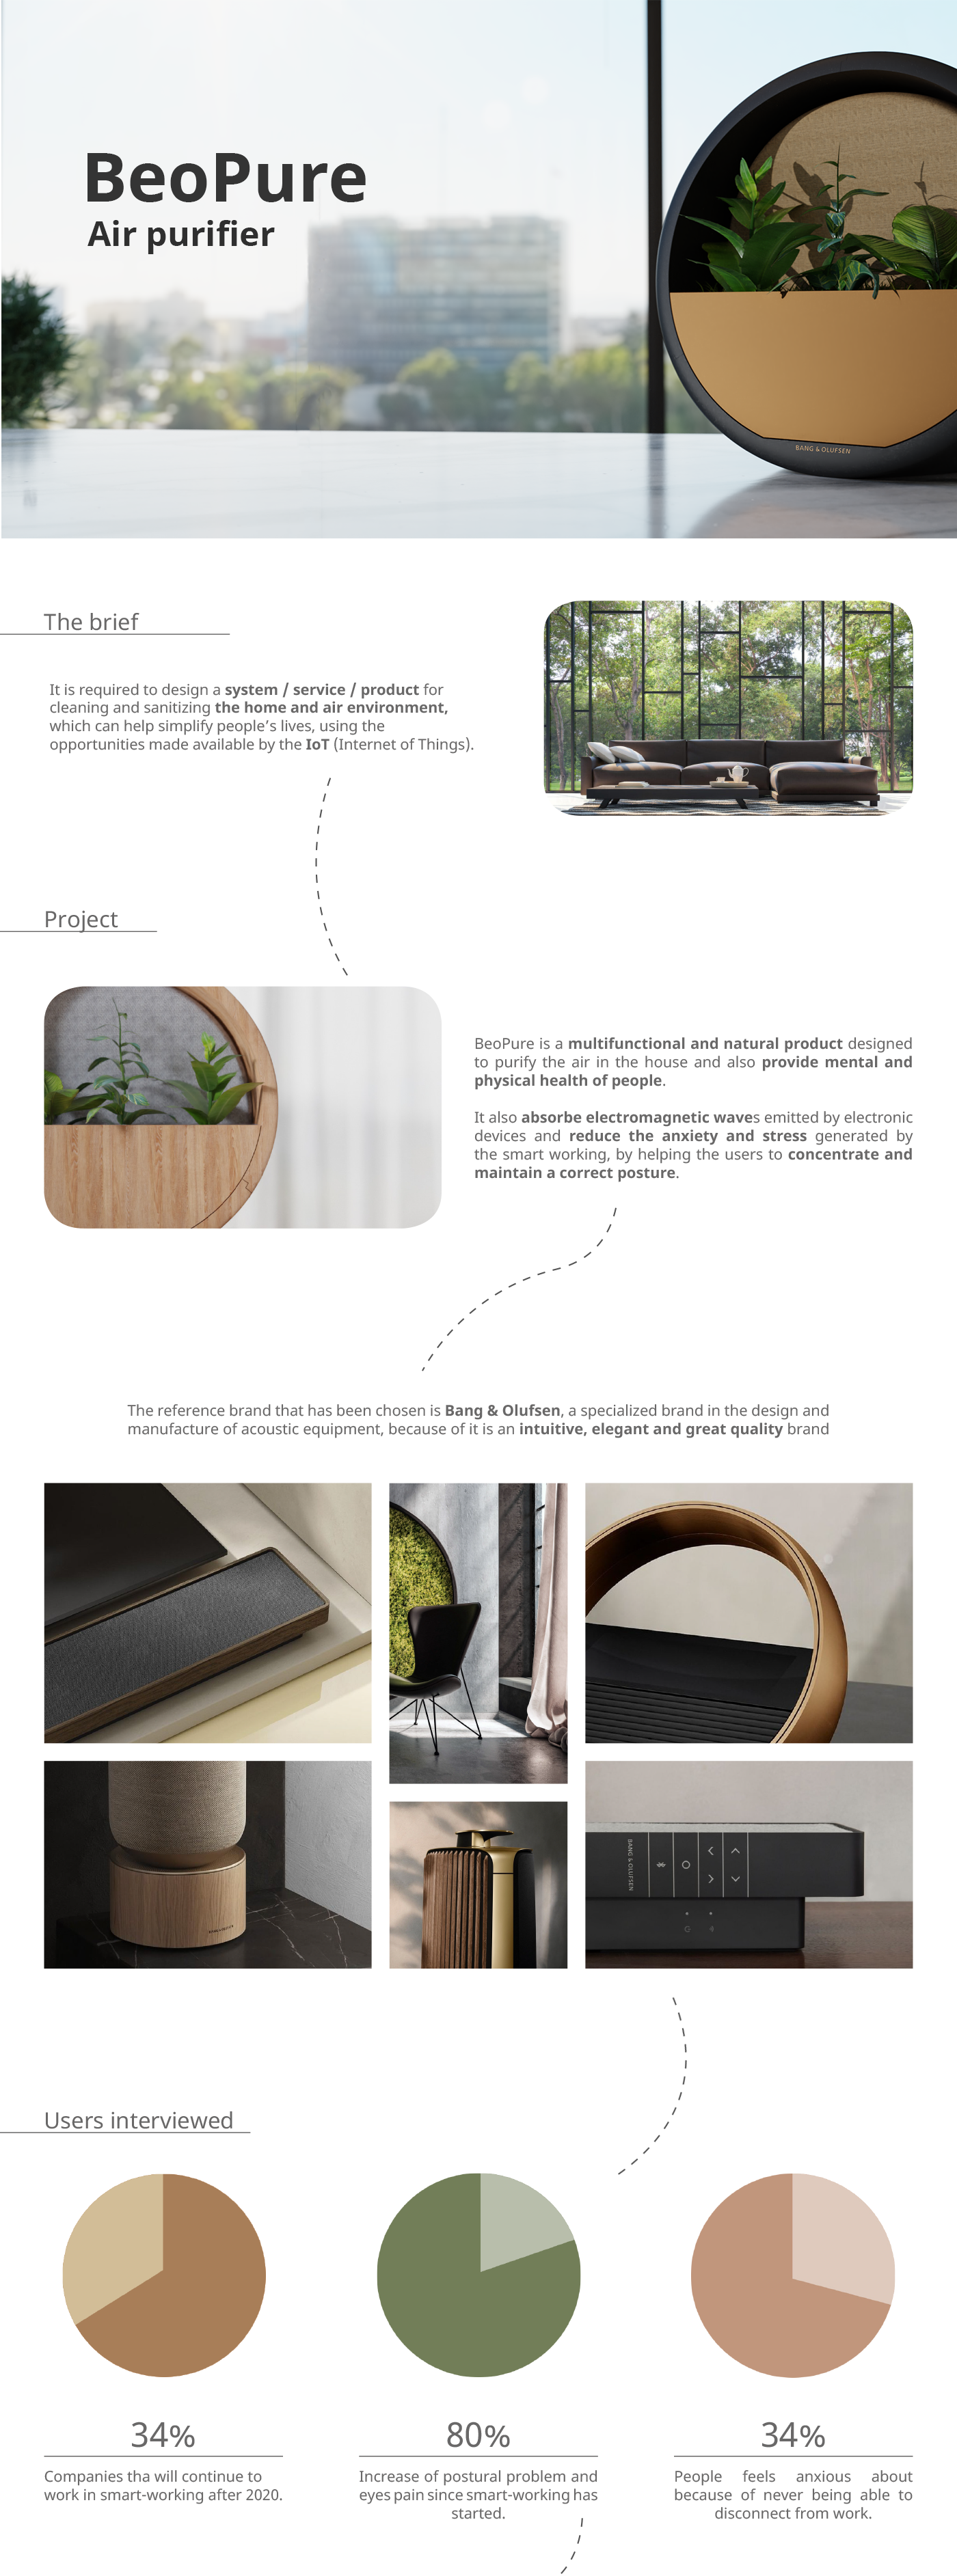 BeoPure
Air purifier
BANG & OLUFSEN
The brief
It is required to design a system / service / product for
cleaning and sanitizing the home and air environment,
which can help simplify people's lives, using the
opportunities made available by the IoT (Internet of Things).
Project
BeoPure is a multifunctional and natural product designed
to purify the air in the house and also provide mental and
physical health of people.
It also absorbe electromagnetic waves emitted by electronic
devices and reduce the anxiety and stress generated by
the smart working, by helping the users to concentrate and
maintain a correct posture.
The reference brand that has been chosen is Bang & Olufsen, a specialized brand in the design and
manufacture of acoustic equipment, because of it is an intuitive, elegant and great quality brand
BANG & OLUFSEN
Users interviewed
34%
Companies tha will continue to
work in smart-working after 2020.
80%
Increase of postural problem and
eyes pain since smart-working has
started.
34%
People feels anxious about
because of never being able to
disconnect from work.